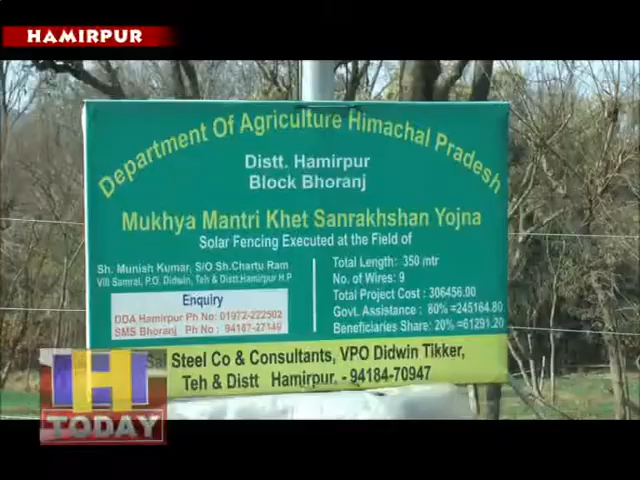 HAMIRPUR
Department Of Agriculture Himachal Pradesh
Distt. Hamirpur
Block Bhoranj
Mukhya Mantri Khet Sanrakhshan Yojna
Solar Fencing Executed at the Field of
Sh. Munish Kumar, S/O Sh.Chartu Ram
Vill Samral, P.O. Didwin, Teh & Distt.Hamirpur H.P
Enquiry
DDA Hamirpur Ph No: 01972-222502
SMS Bhoranj Ph No : 94187-27149
Total Length: 350 mtr
No. of Wires: 9
Total Project Cost : 306456.00
Govt. Assistance : 80% =245164.80
Beneficiaries Share: 20% =61291.20
Steel Co & Consultants, VPO Didwin Tikker,
Teh & Distt Hamirpur. - 94184-70947
H
TODAY